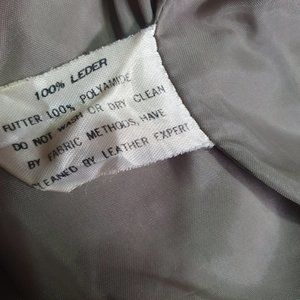 100% LEDER
FUTTER 100% POLYAMIDE
DO NOT WASH OR DRY CLEAN
BY FABRIC METHODS, HAVE
CLEANED BY LEATHER EXPERT